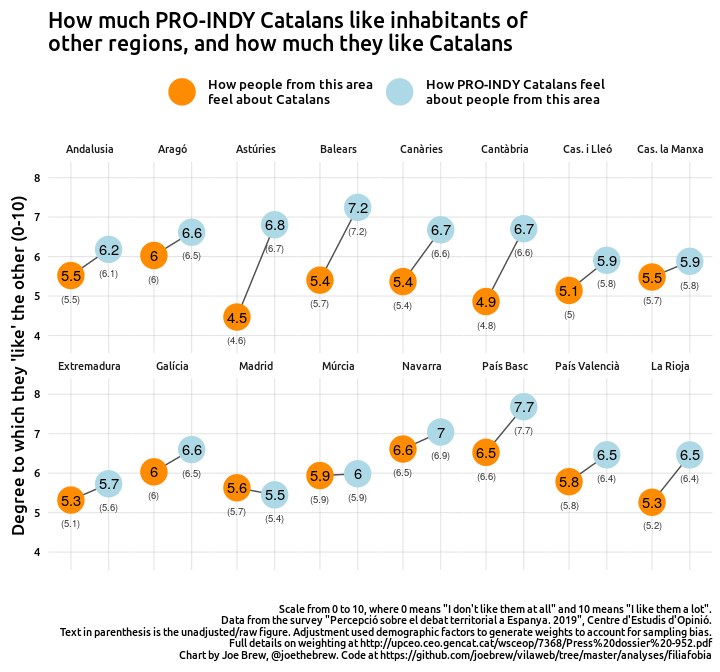 How much PRO-INDY Catalans like inhabitants of
other regions, and how much they like Catalans
How people from this area
feel about Catalans
How PRO-INDY Catalans feel
about people from this area
Degree to which they 'like' the other (0-10)
Andalusia Aragó Astúries Balears Canàries Cantàbria Cas. i Lleó Cas. la Manxa
8
7
6
5
4
5.5 6.2 6 6.6 4.5 6.8 5.4 7.2 5.4 6.7 4.9 6.7 5.1 5.9 5.5 5.9
(5.5) (6.1) (6) (6.5) (4.6) (6.7) (5.7) (7.2) (5.4) (6.6) (4.8) (6.6) (5) (5.8) (5.7) (5.8)
Extremadura Galícia Madrid Múrcia Navarra País Basc País Valencià La Rioja
8
7
6
5
4
5.3 5.7 6 6.6 5.6 5.5 5.9 6 6.6 7 6.5 7.7 5.8 6.5 5.3 6.5
(5.1) (5.6) (6) (6.5) (5.7) (5.4) (5.9) (5.9) (6.5) (6.9) (6.6) (7.7) (5.8) (6.4) (5.2) (6.4)
Scale from 0 to 10, where 0 means "I don't like them at all" and 10 means "I like them a lot".
Data from the survey "Percepció sobre el debat territorial a Espanya. 2019", Centre d'Estudis d'Opinió.
Text in parenthesis is the unadjusted/raw figure. Adjustment used demographic factors to generate weights to account for sampling bias.
Full details on weighting at http://upceo.ceo.gencat.cat/wsceop/7368/Press%20dossier%20-952.pdf
Chart by Joe Brew, @joethebrew. Code at https://github.com/joebrew/vilaweb/tree/master/analyses/filiafobia